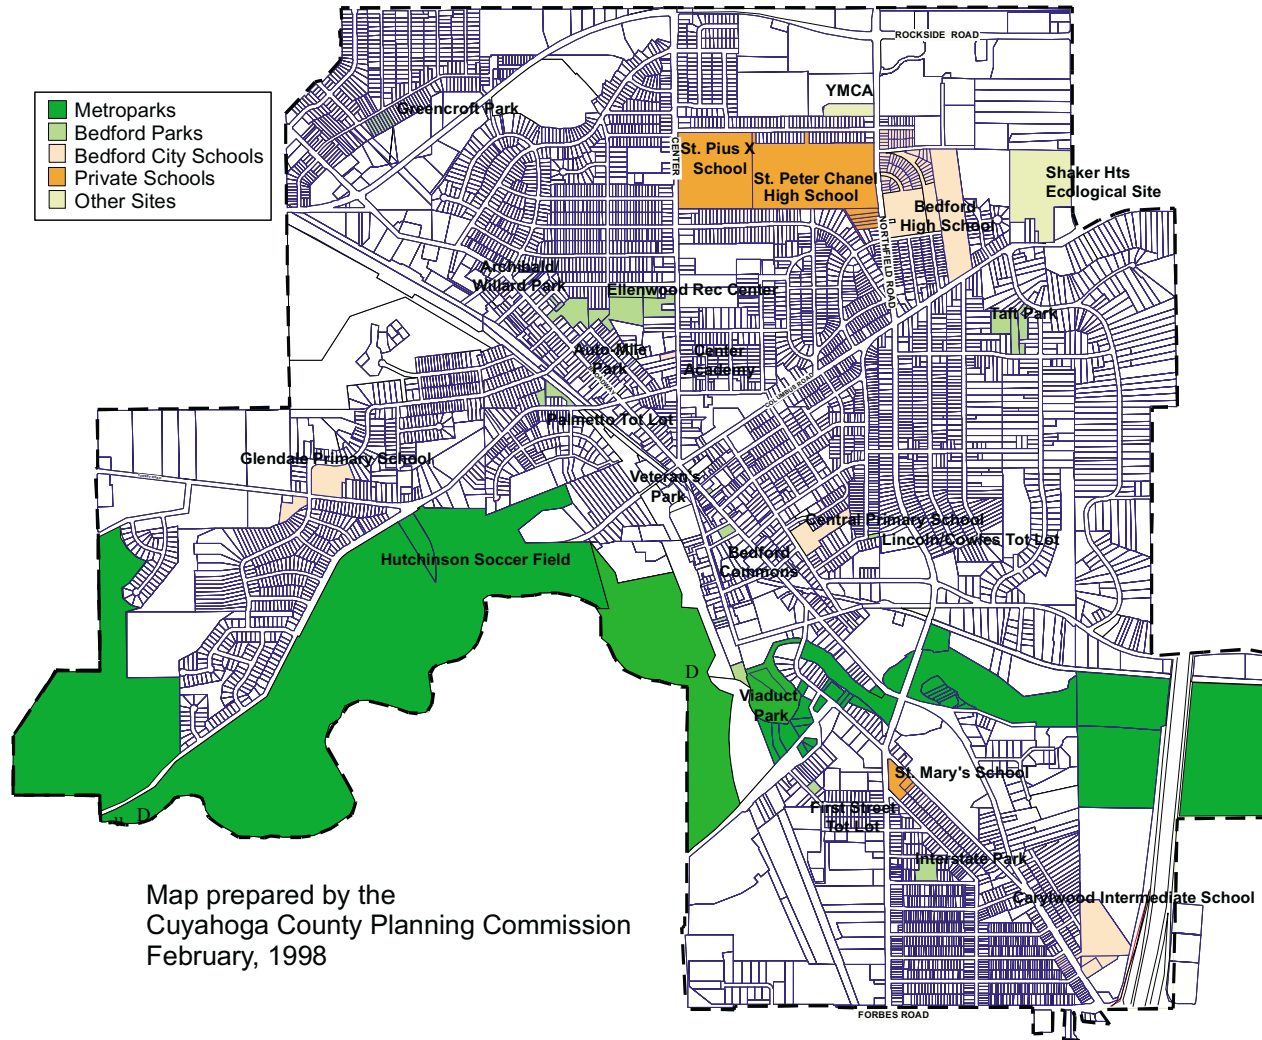 ROCKSIDE ROAD
YMCA
Greencroft Park
Metroparks
Bedford Parks
Bedford City Schools
Private Schools
Other Sites
CENTER
St. Pius X
School
St. Peter Chanel
High School
Shaker Hts
Ecological Site
Bedford
High School
NORTHFIELD ROAD
Archibald
Willard Park
Ellenwood Rec Center
Taft Park
Auto-Mile
Park
Center
Academy
COLUMBUS ROAD
Palmetto Tot Lot
Glendale Primary School
Veteran's
Park
Central Primary School
Lincoln/Cowles Tot Lot
Bedford
Commons
Hutchinson Soccer Field
D
Viaduct
Park
St. Mary's School
First Street
Tot Lot
D
Interstate Park
Carylwood Intermediate School
Map prepared by the
Cuyahoga County Planning Commission
February, 1998
FORBES ROAD